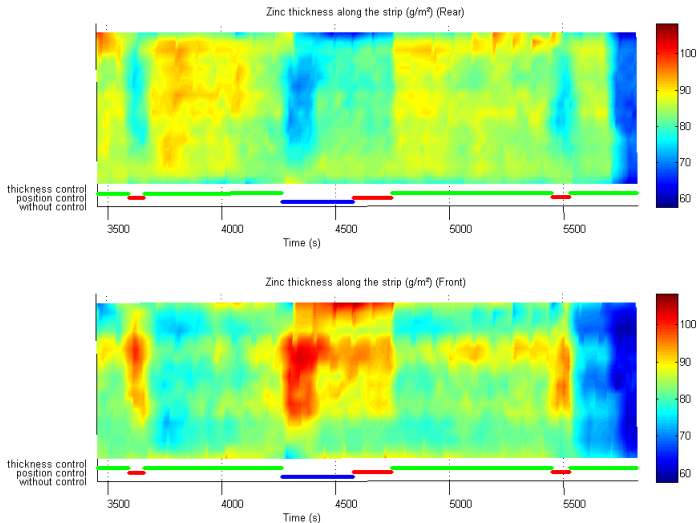 Zinc thickness along the strip (g/m²) (Rear)
100
90
80
70
60
thickness control
position control
without control
3500 4000 4500 5000 5500
Time (s)
Zinc thickness along the strip (g/m²) (Front)
100
90
80
70
60
thickness control
position control
without control
3500 4000 4500 5000 5500
Time (s)